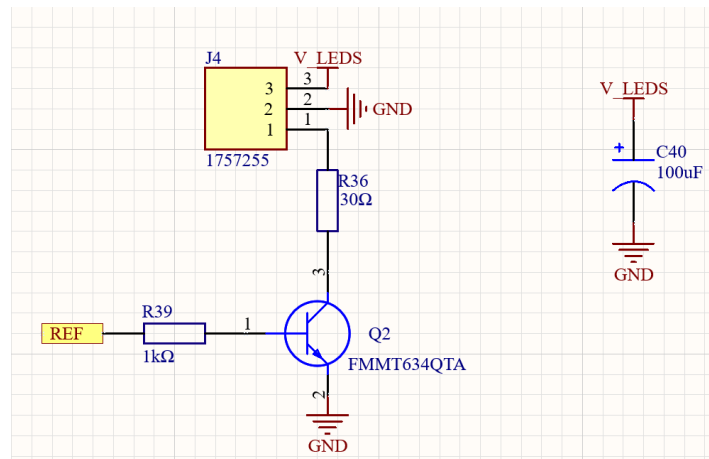 J4
V_LEDS
3
3
2
2
GND
1
1
1757255
R36
30Ω
3
R39
REF
1
1kΩ
Q2
FMMT634QTA
2
GND
V_LEDS
+
C40
100uF
GND